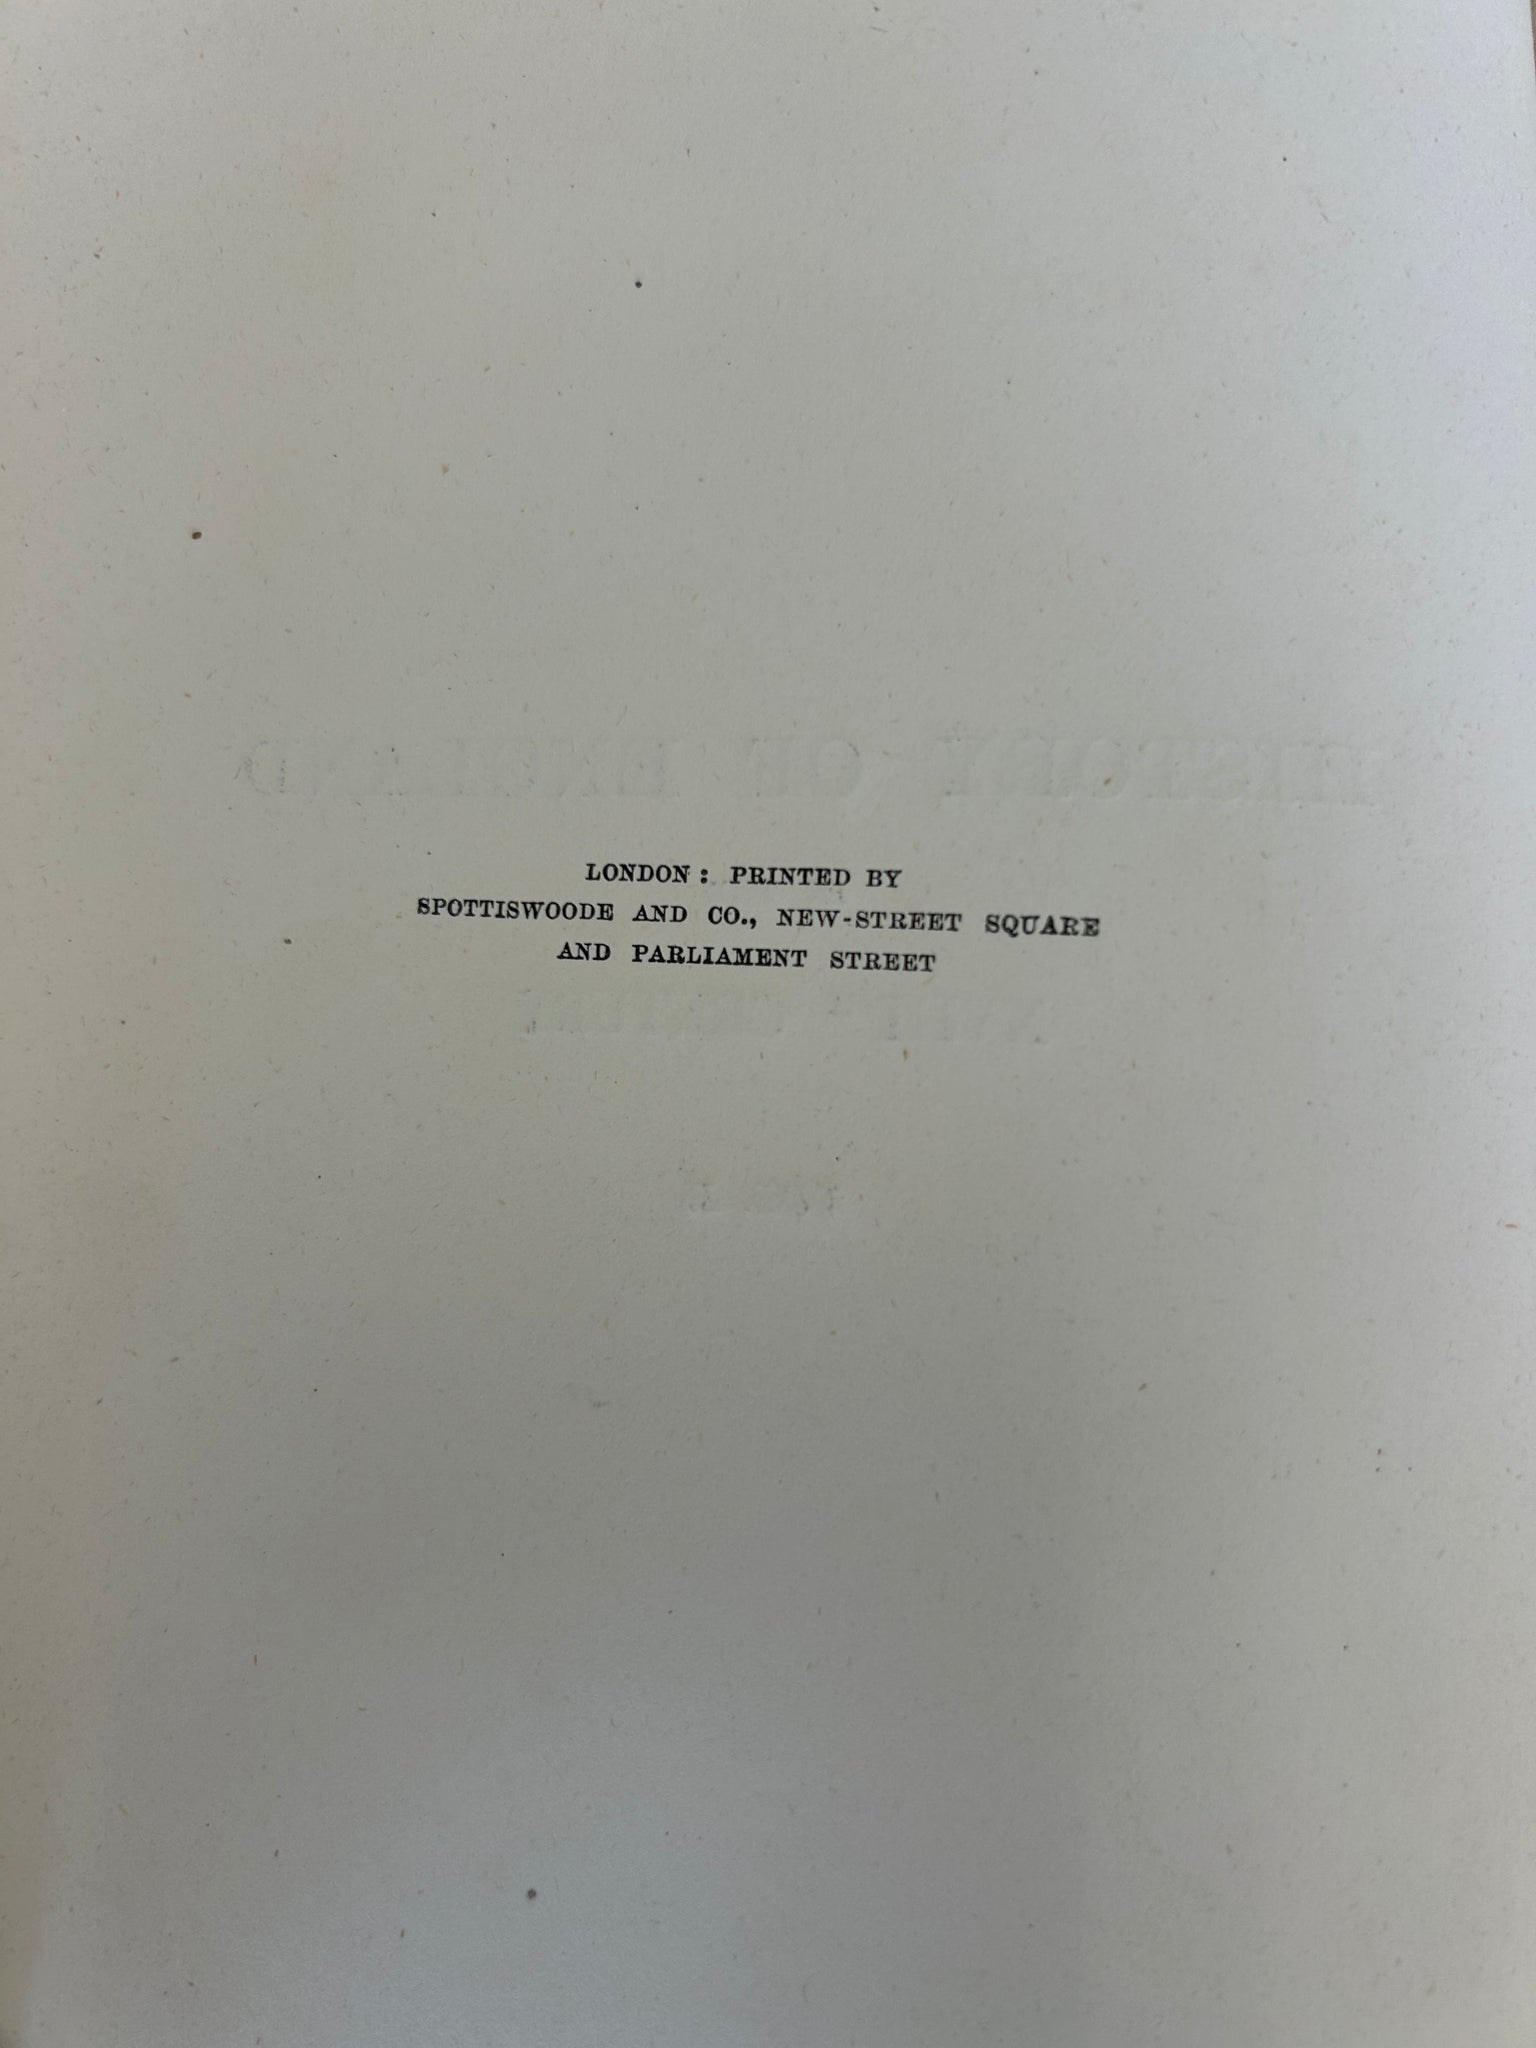 LONDON: PRINTED BY
SPOTTISWOODE AND CO., NEW-STREET SQUARE
AND PARLIAMENT STREET